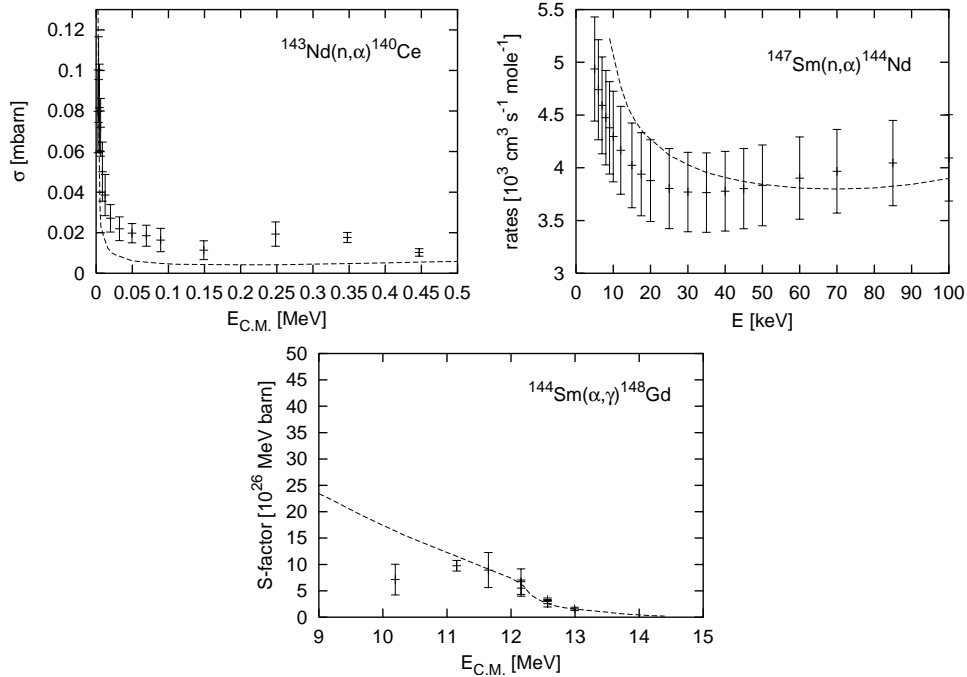 ¹⁴³Nd(n,α)¹⁴⁰Ce
σ [mbarn]
0.12
0.1
0.08
0.06
0.04
0.02
0
0 0.05 0.1 0.15 0.2 0.25 0.3 0.35 0.4 0.45 0.5
E_C.M. [MeV]
¹⁴⁷Sm(n,α)¹⁴⁴Nd
rates [10³ cm³ s⁻¹ mole⁻¹]
5.5
5
4.5
4
3.5
3
0 10 20 30 40 50 60 70 80 90 100
E [keV]
¹⁴⁴Sm(α,γ)¹⁴⁸Gd
S-factor [10²⁶ MeV barn]
50
45
40
35
30
25
20
15
10
5
0
9 10 11 12 13 14 15
E_C.M. [MeV]